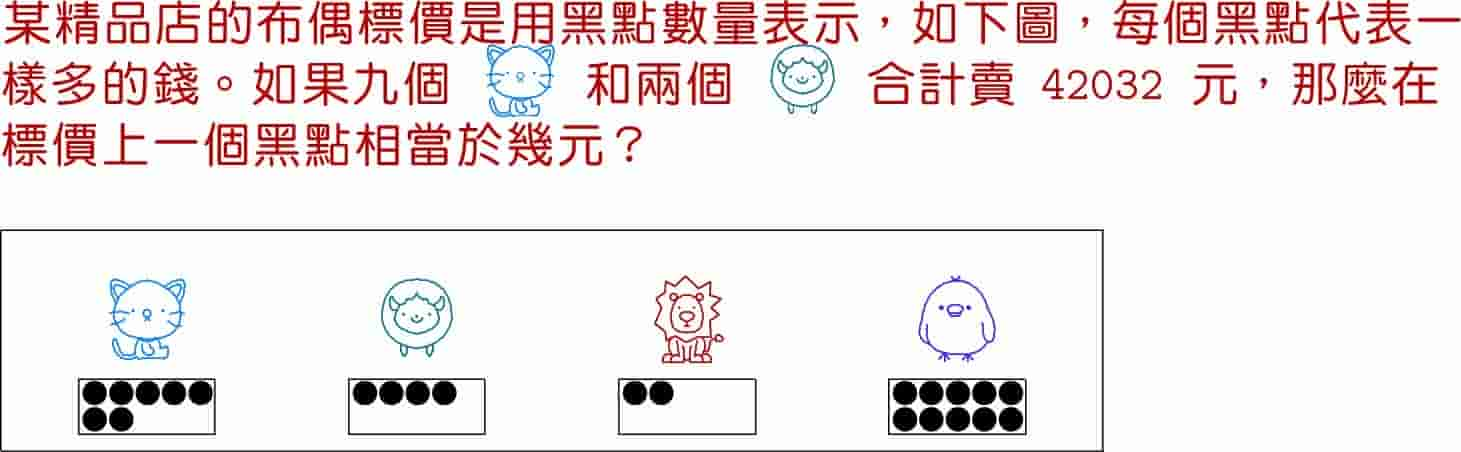 某精品店的布偶標價是用黑點數量表示，如下圖，每個黑點代表一
樣多的錢。如果九個 和兩個 合計賣 42032 元，那麼在
標價上一個黑點相當於幾元？